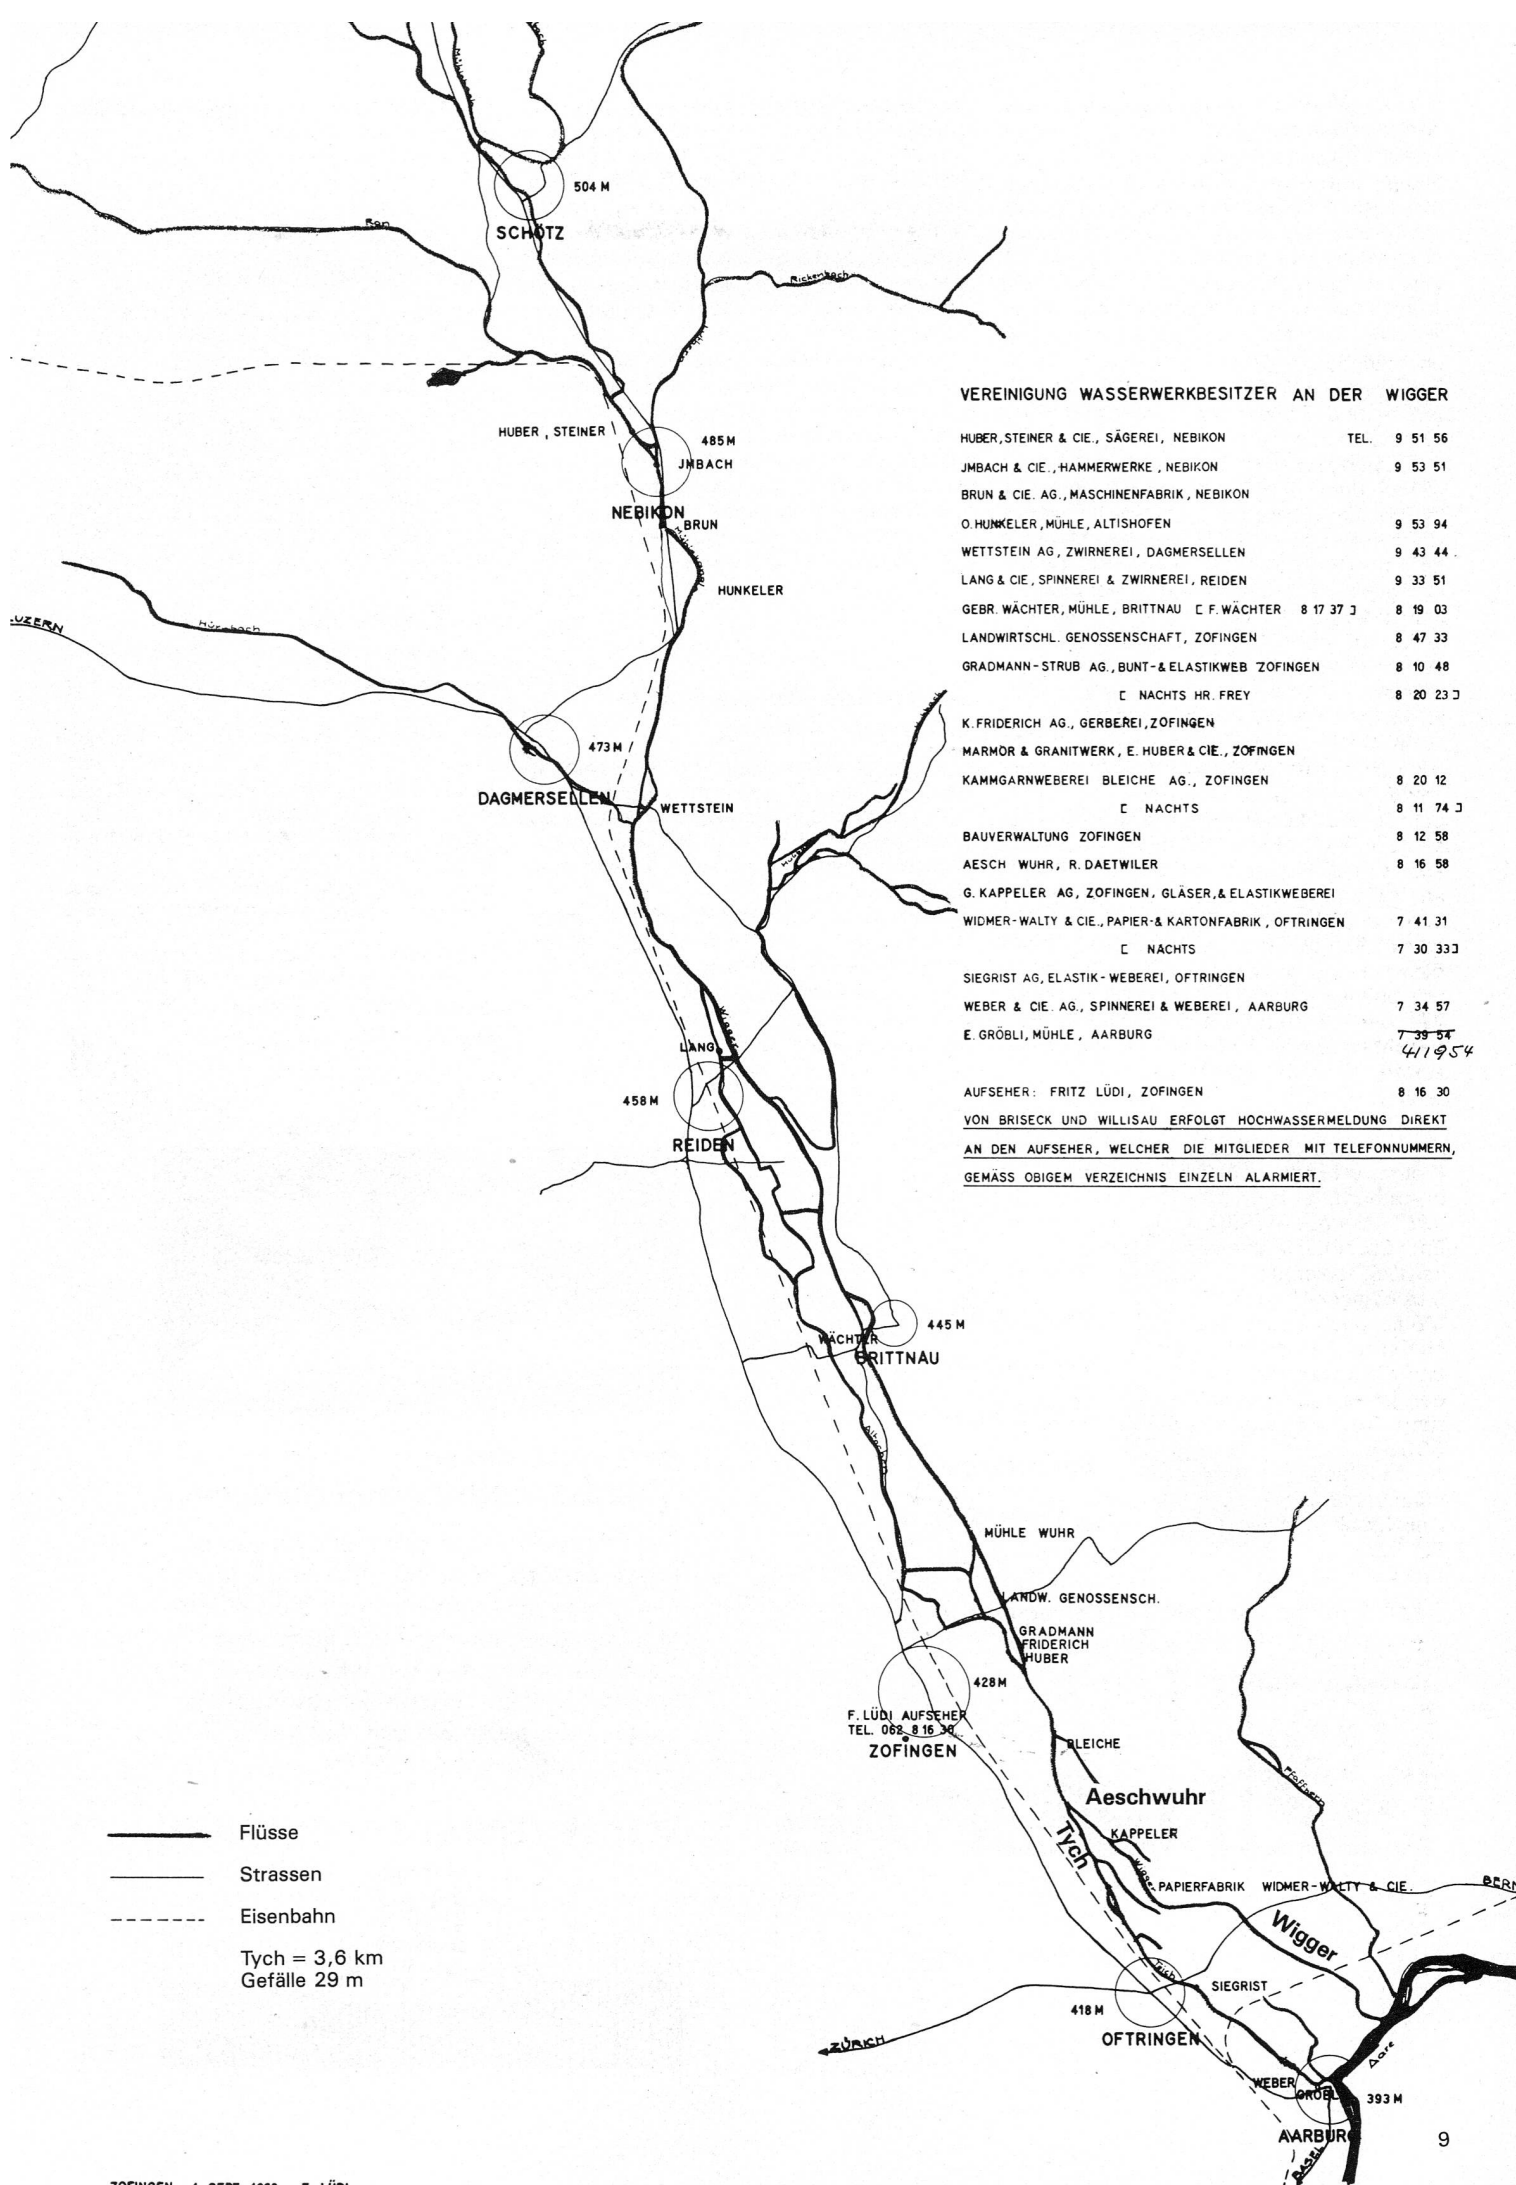 Mühlebach
504 M
SCHÖTZ
Ron
Rickenbach
VEREINIGUNG WASSERWERKBESITZER AN DER WIGGER
HUBER, STEINER & CIE., SÄGEREI, NEBIKON TEL. 9 51 56
JMBACH & CIE., HAMMERWERKE, NEBIKON 9 53 51
BRUN & CIE. AG., MASCHINENFABRIK, NEBIKON
O. HUNKELER, MÜHLE, ALTISHOFEN 9 53 94
WETTSTEIN AG, ZWIRNEREI, DAGMERSELLEN 9 43 44
LANG & CIE, SPINNEREI & ZWIRNEREI, REIDEN 9 33 51
GEBR. WÄCHTER, MÜHLE, BRITTNAU [ F. WÄCHTER 8 17 37 ] 8 19 03
LANDWIRTSCHL. GENOSSENSCHAFT, ZOFINGEN 8 47 33
GRADMANN-STRUB AG., BUNT-& ELASTIKWEB ZOFINGEN 8 10 48
[ NACHTS HR. FREY 8 20 23 ]
K. FRIDERICH AG., GERBEREI, ZOFINGEN
MARMOR & GRANITWERK, E. HUBER & CIE., ZOFINGEN
KAMMGARNWEBEREI BLEICHE AG., ZOFINGEN 8 20 12
[ NACHTS 8 11 74 ]
BAUVERWALTUNG ZOFINGEN 8 12 58
AESCH WUHR, R. DAETWILER 8 16 58
G. KAPPELER AG, ZOFINGEN, GLÄSER, & ELASTIKWEBEREI
WIDMER-WALTY & CIE., PAPIER-& KARTONFABRIK, OFTRINGEN 7 41 31
[ NACHTS 7 30 33 ]
SIEGRIST AG, ELASTIK-WEBEREI, OFTRINGEN
WEBER & CIE. AG., SPINNEREI & WEBEREI, AARBURG 7 34 57
E. GRÖBLI, MÜHLE, AARBURG 7 39 54
411954
AUFSEHER: FRITZ LÜDI, ZOFINGEN 8 16 30
VON BRISECK UND WILLISAU ERFOLGT HOCHWASSERMELDUNG DIREKT
AN DEN AUFSEHER, WELCHER DIE MITGLIEDER MIT TELEFONNUMMERN,
GEMÄSS OBIGEM VERZEICHNIS EINZELN ALARMIERT.
HUBER, STEINER
485 M
JMBACH
NEBIKON
BRUN
Mühlekanal
HUNKELER
Hürnbach
LUZERN
473 M
DAGMERSELLEN
WETTSTEIN
Wigger
LANG
458 M
REIDEN
445 M
WÄCHTER
BRITTNAU
Altachen
MÜHLE WUHR
LANDW. GENOSSENSCH.
GRADMANN
FRIDERICH
HUBER
428 M
F. LÜDI AUFSEHER
TEL. 062 8 16 30
ZOFINGEN
BLEICHE
Aeschwuhr
Tych
KAPPELER
Wigger
Pfaffnern
PAPIERFABRIK WIDMER-WALTY & CIE.
BERN
Wigger
Teich
SIEGRIST
418 M
OFTRINGEN
ZÜRICH
Aare
WEBER
GRÖBLI
393 M
AARBURG
BASEL
Flüsse
Strassen
Eisenbahn
Tych = 3,6 km
Gefälle 29 m
9